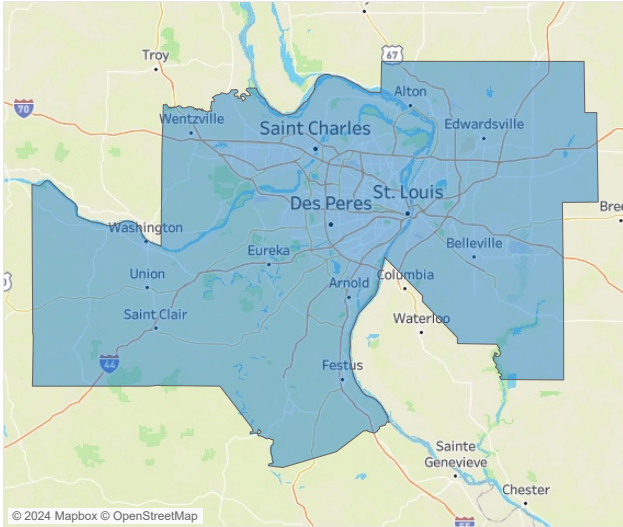 67
Troy
Alton
70
Wentzville
Saint Charles
Edwardsville
St. Louis
Des Peres
Washington
Belleville
Eureka
Union
Columbia
Arnold
Saint Clair
Waterloo
44
Festus
Sainte
Genevieve
Chester
© 2024 Mapbox © OpenStreetMap